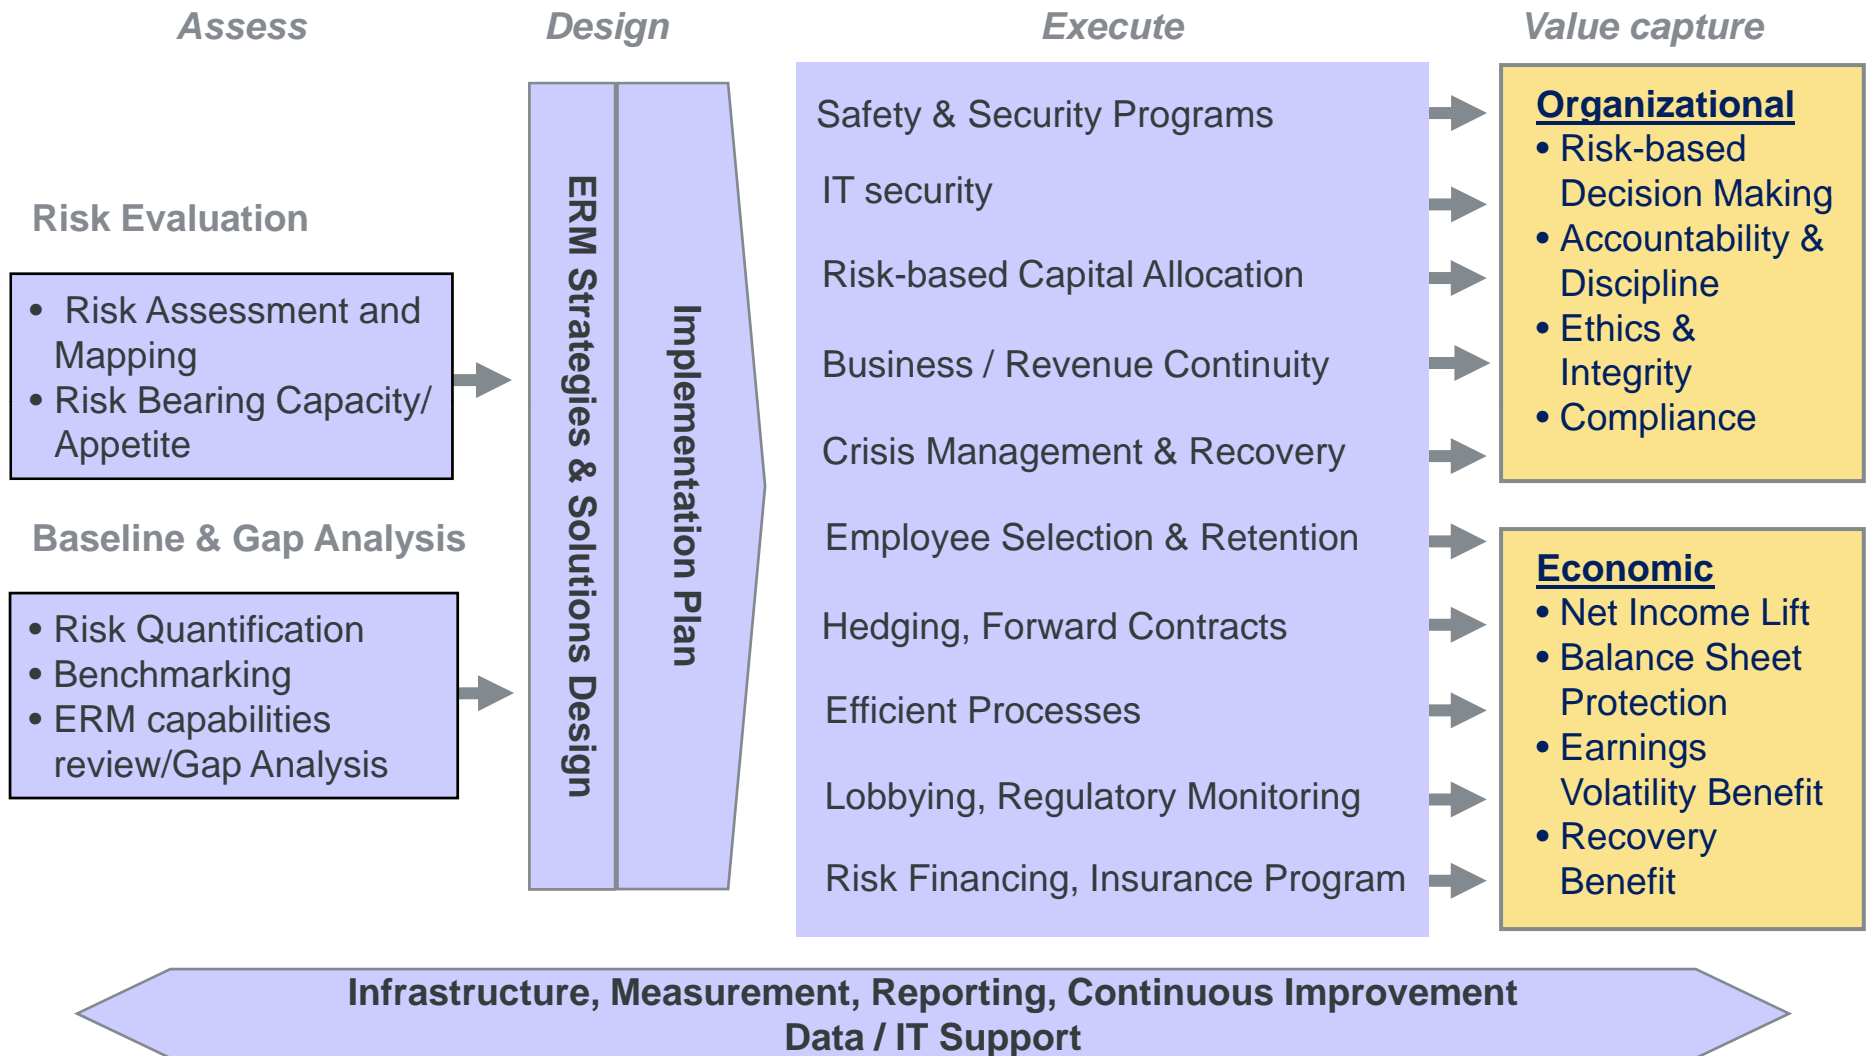 Assess
Design
Execute
Value capture
Risk Evaluation
• Risk Assessment and
Mapping
• Risk Bearing Capacity/
Appetite
Baseline & Gap Analysis
• Risk Quantification
• Benchmarking
• ERM capabilities
review/Gap Analysis
ERM Strategies & Solutions Design
Implementation Plan
Safety & Security Programs
IT security
Risk-based Capital Allocation
Business / Revenue Continuity
Crisis Management & Recovery
Employee Selection & Retention
Hedging, Forward Contracts
Efficient Processes
Lobbying, Regulatory Monitoring
Risk Financing, Insurance Program
Organizational
• Risk-based
Decision Making
• Accountability &
Discipline
• Ethics &
Integrity
• Compliance
Economic
• Net Income Lift
• Balance Sheet
Protection
• Earnings
Volatility Benefit
• Recovery
Benefit
Infrastructure, Measurement, Reporting, Continuous Improvement
Data / IT Support